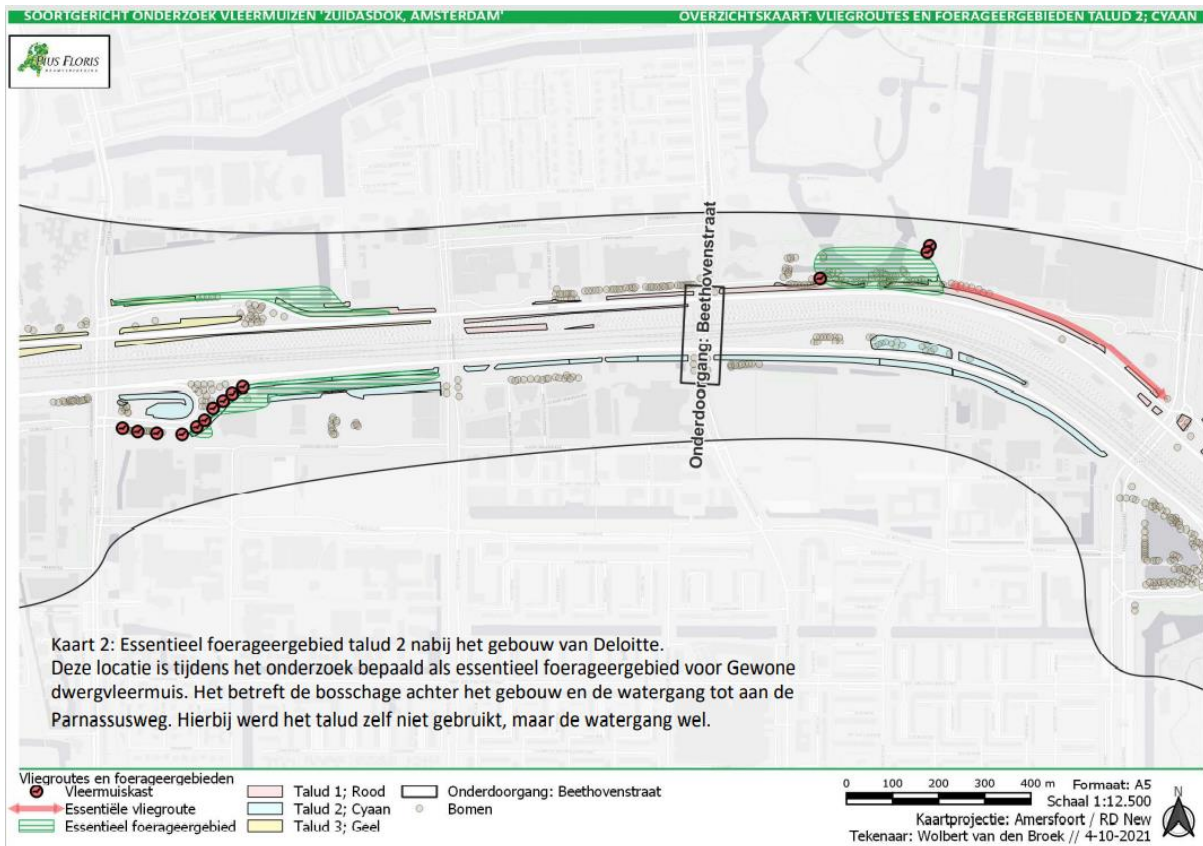 SOORTGERICHT ONDERZOEK VLEERMUIZEN 'ZUIDASDOK, AMSTERDAM'
OVERZICHTSKAART: VLIEGROUTES EN FOERAGEERGEBIEDEN TALUD 2; CYAAN
PIUS FLORIS
BOOMVERZORGING
Onderdoorgang: Beethovenstraat
Kaart 2: Essentieel foerageergebied talud 2 nabij het gebouw van Deloitte.
Deze locatie is tijdens het onderzoek bepaald als essentieel foerageergebied voor Gewone
dwergvleermuis. Het betreft de bosschage achter het gebouw en de watergang tot aan de
Parnassusweg. Hierbij werd het talud zelf niet gebruikt, maar de watergang wel.
Vliegroutes en foerageergebieden
Vleermuiskast
Essentiële vliegroute
Essentieel foerageergebied
Talud 1; Rood
Talud 2; Cyaan
Talud 3; Geel
Onderdoorgang: Beethovenstraat
Bomen
0 100 200 300 400 m
Formaat: A5
Schaal 1:12.500
Kaartprojectie: Amersfoort / RD New
Tekenaar: Wolbert van den Broek // 4-10-2021
N